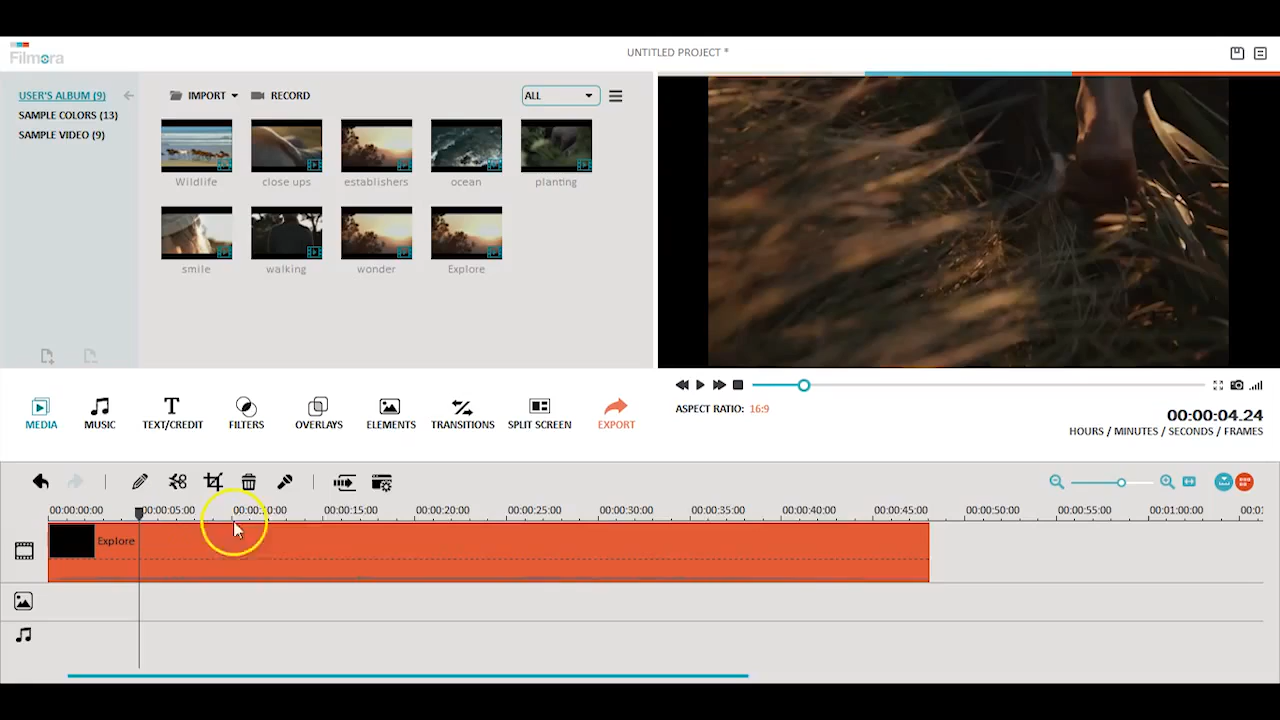 Filmora
UNTITLED PROJECT *
USER'S ALBUM (9)
SAMPLE COLORS (13)
SAMPLE VIDEO (9)
IMPORT
RECORD
ALL
Wildlife
close ups
establishers
ocean
planting
smile
walking
wonder
Explore
MEDIA
MUSIC
TEXT/CREDIT
FILTERS
OVERLAYS
ELEMENTS
TRANSITIONS
SPLIT SCREEN
EXPORT
ASPECT RATIO: 16:9
00:00:04.24
HOURS / MINUTES / SECONDS / FRAMES
00:00:00:00 00:00:05:00 00:00:10:00 00:00:15:00 00:00:20:00 00:00:25:00 00:00:30:00 00:00:35:00 00:00:40:00 00:00:45:00 00:00:50:00 00:00:55:00 00:01:00:00
Explore